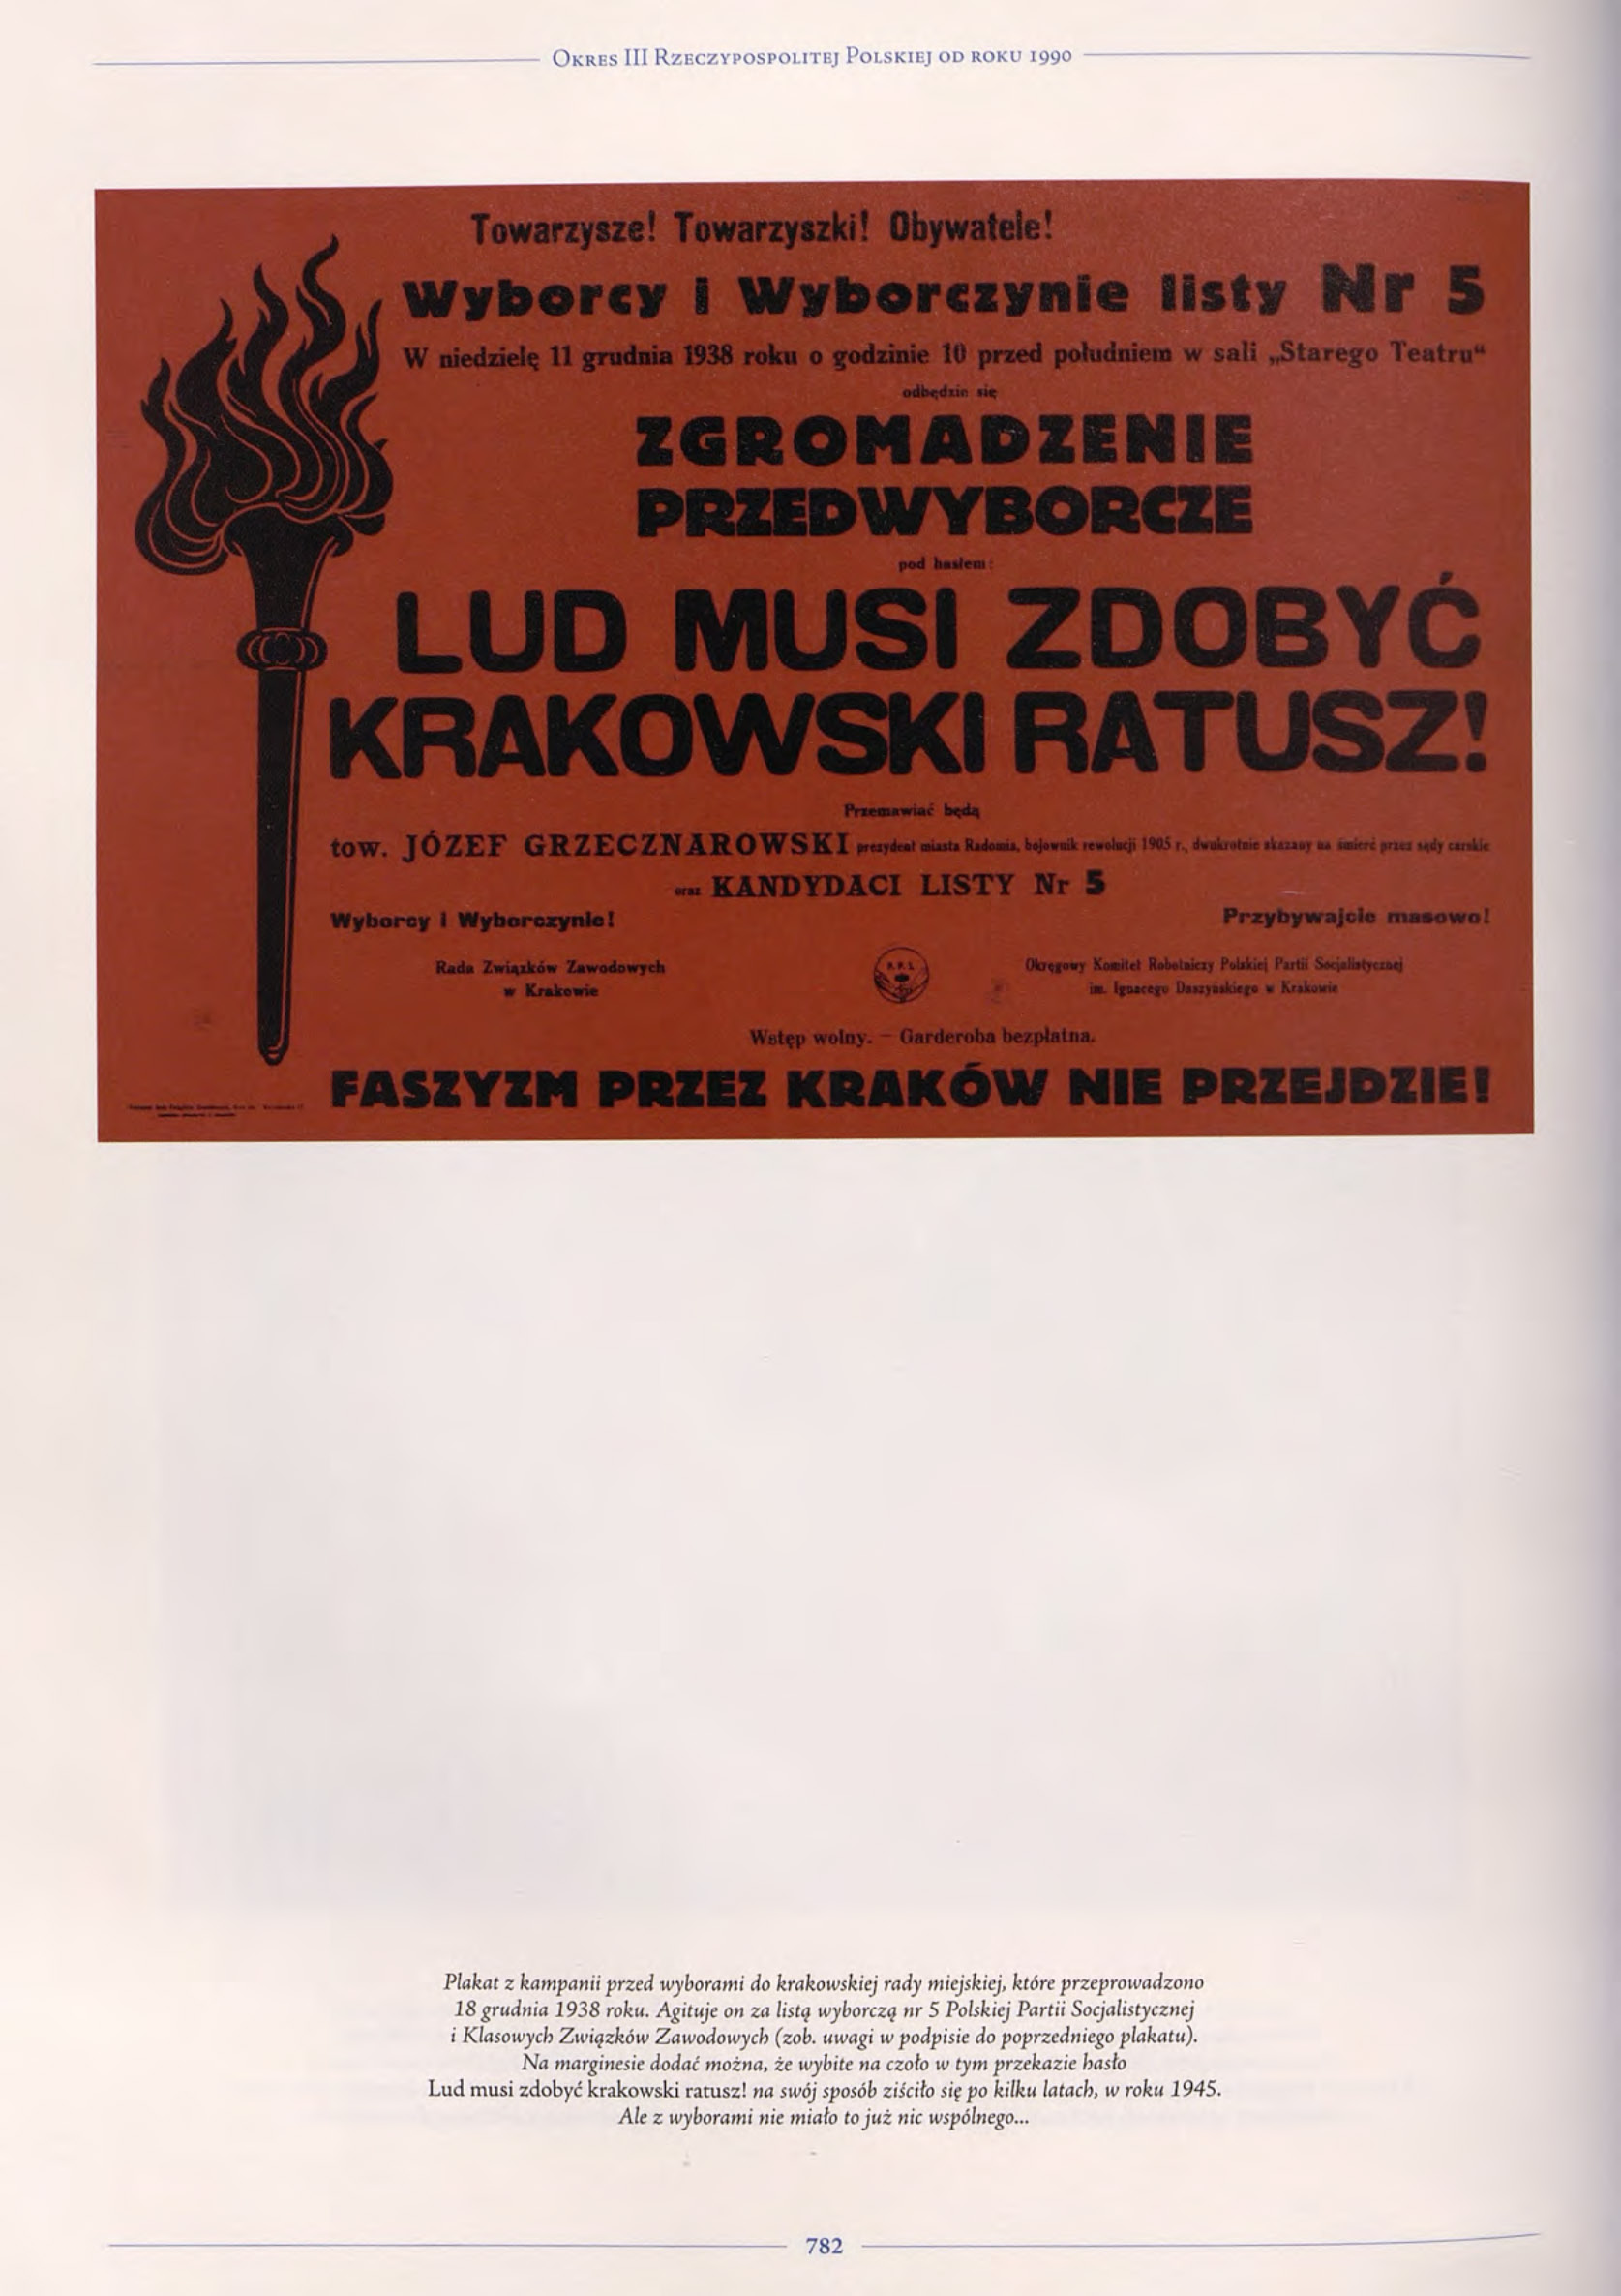 Okres III Rzeczypospolitej Polskiej od roku 1990
Towarzysze! Towarzyszki! Obywatele!
Wyborcy i Wyborczynie listy Nr 5
W niedzielę 11 grudnia 1938 roku o godzinie 10 przed południem w sali „Starego Teatru“
odbędzie się
ZGROMADZENIE
PRZEDWYBORCZE
pod hasłem:
LUD MUSI ZDOBYĆ
KRAKOWSKI RATUSZ!
Przemawiać będą
tow. JÓZEF GRZECZNAROWSKI prezydent miasta Radomia, bojownik rewolucji 1905 r., dwukrotnie skazany na śmierć przez sądy carskie
oraz KANDYDACI LISTY Nr 5
Wyborcy i Wyborczynie! Przybywajcie masowo!
Rada Związków Zawodowych
w Krakowie
P.P.S.
Okręgowy Komitet Robotniczy Polskiej Partii Socjalistycznej
im. Ignacego Daszyńskiego w Krakowie
Wstęp wolny. – Garderoba bezpłatna.
FASZYZM PRZEZ KRAKÓW NIE PRZEJDZIE!
Plakat z kampanii przed wyborami do krakowskiej rady miejskiej, które przeprowadzono
18 grudnia 1938 roku. Agituje on za listą wyborczą nr 5 Polskiej Partii Socjalistycznej
i Klasowych Związków Zawodowych (zob. uwagi w podpisie do poprzedniego plakatu).
Na marginesie dodać można, że wybite na czoło w tym przekazie hasło
Lud musi zdobyć krakowski ratusz! na swój sposób ziściło się po kilku latach, w roku 1945.
Ale z wyborami nie miało to już nic wspólnego...
782